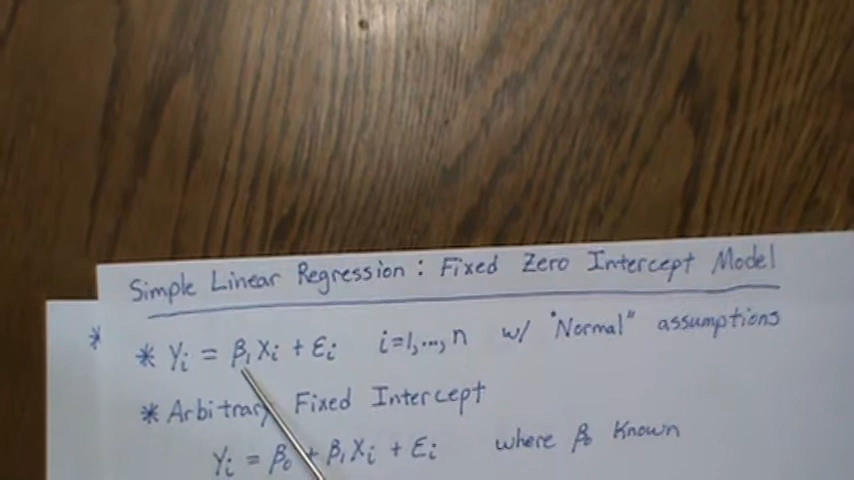 Simple Linear Regression: Fixed Zero Intercept Model
*
* Yᵢ = β₁Xᵢ + εᵢ i=1,...,n w/ "Normal" assumptions
* Arbitrary Fixed Intercept
Yᵢ = β₀ + β₁Xᵢ + εᵢ where β₀ Known